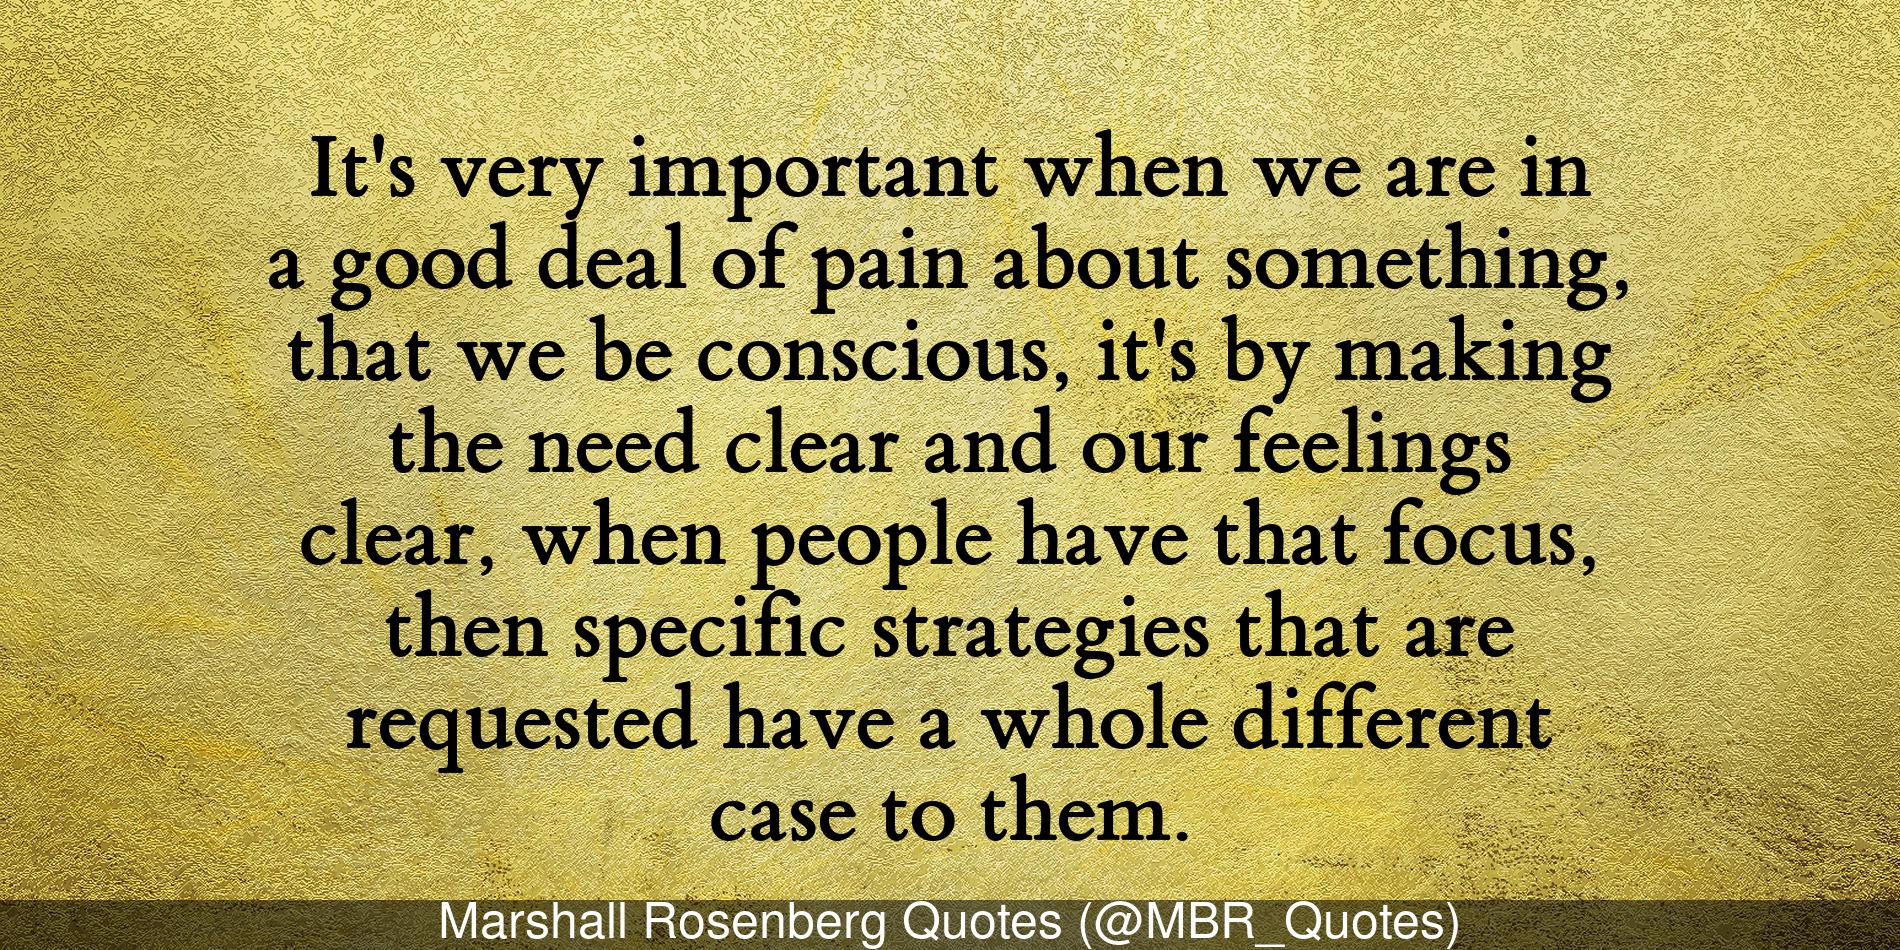 It's very important when we are in
a good deal of pain about something,
that we be conscious, it's by making
the need clear and our feelings
clear, when people have that focus,
then specific strategies that are
requested have a whole different
case to them.
Marshall Rosenberg Quotes (@MBR_Quotes)